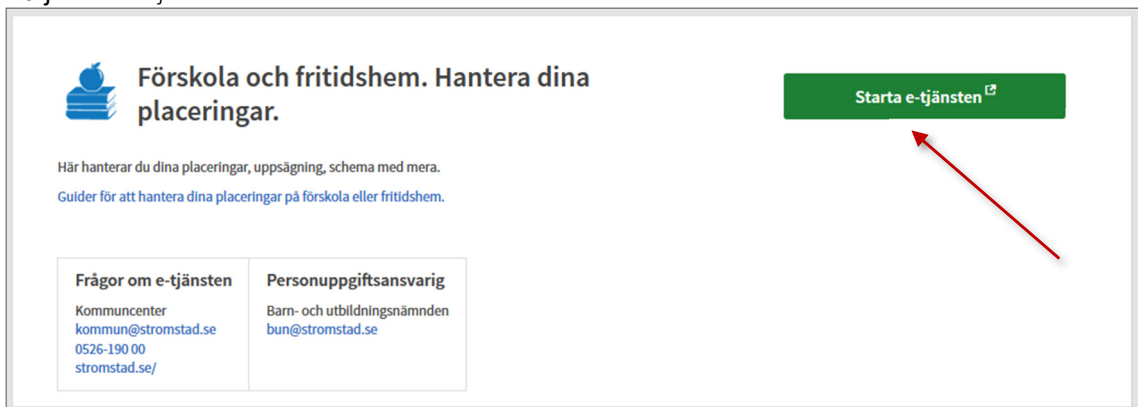 Förskola och fritidshem. Hantera dina
placeringar.
Starta e-tjänsten
Här hanterar du dina placeringar, uppsägning, schema med mera.
Guider för att hantera dina placeringar på förskola eller fritidshem.
Frågor om e-tjänsten
Kommuncenter
kommun@stromstad.se
0526-190 00
stromstad.se/
Personuppgiftsansvarig
Barn- och utbildningsnämnden
bun@stromstad.se